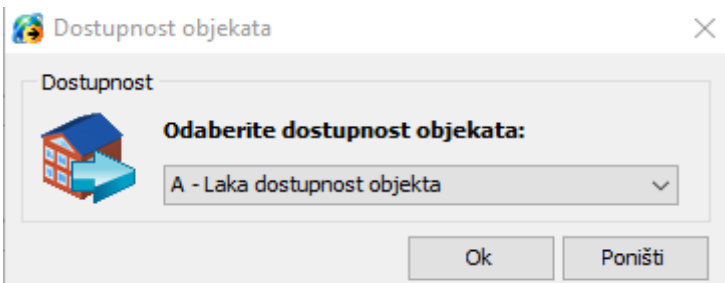 Dostupnost objekata
Dostupnost
Odaberite dostupnost objekata:
A - Laka dostupnost objekta
Ok
Poništi